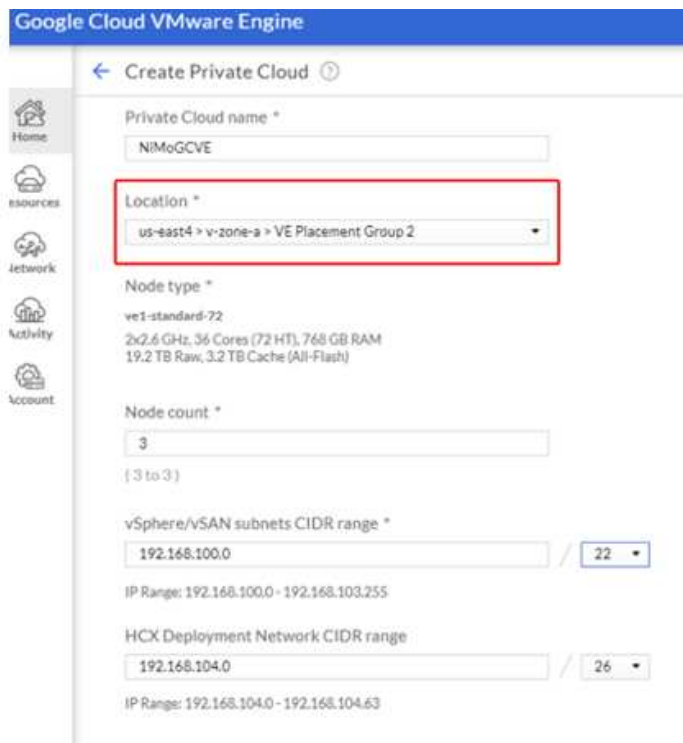 Google Cloud VMware Engine
← Create Private Cloud ?
Home
esources
Network
Activity
Account
Private Cloud name *
NIMoGCVE
Location *
us-east4 > v-zone-a > VE Placement Group 2
Node type *
ve1-standard-72
2x2.6 GHz, 36 Cores (72 HT), 768 GB RAM
19.2 TB Raw, 3.2 TB Cache (All-Flash)
Node count *
3
( 3 to 3 )
vSphere/vSAN subnets CIDR range *
192.168.100.0 / 22
IP Range: 192.168.100.0 - 192.168.103.255
HCX Deployment Network CIDR range
192.168.104.0 / 26
IP Range: 192.168.104.0 - 192.168.104.63